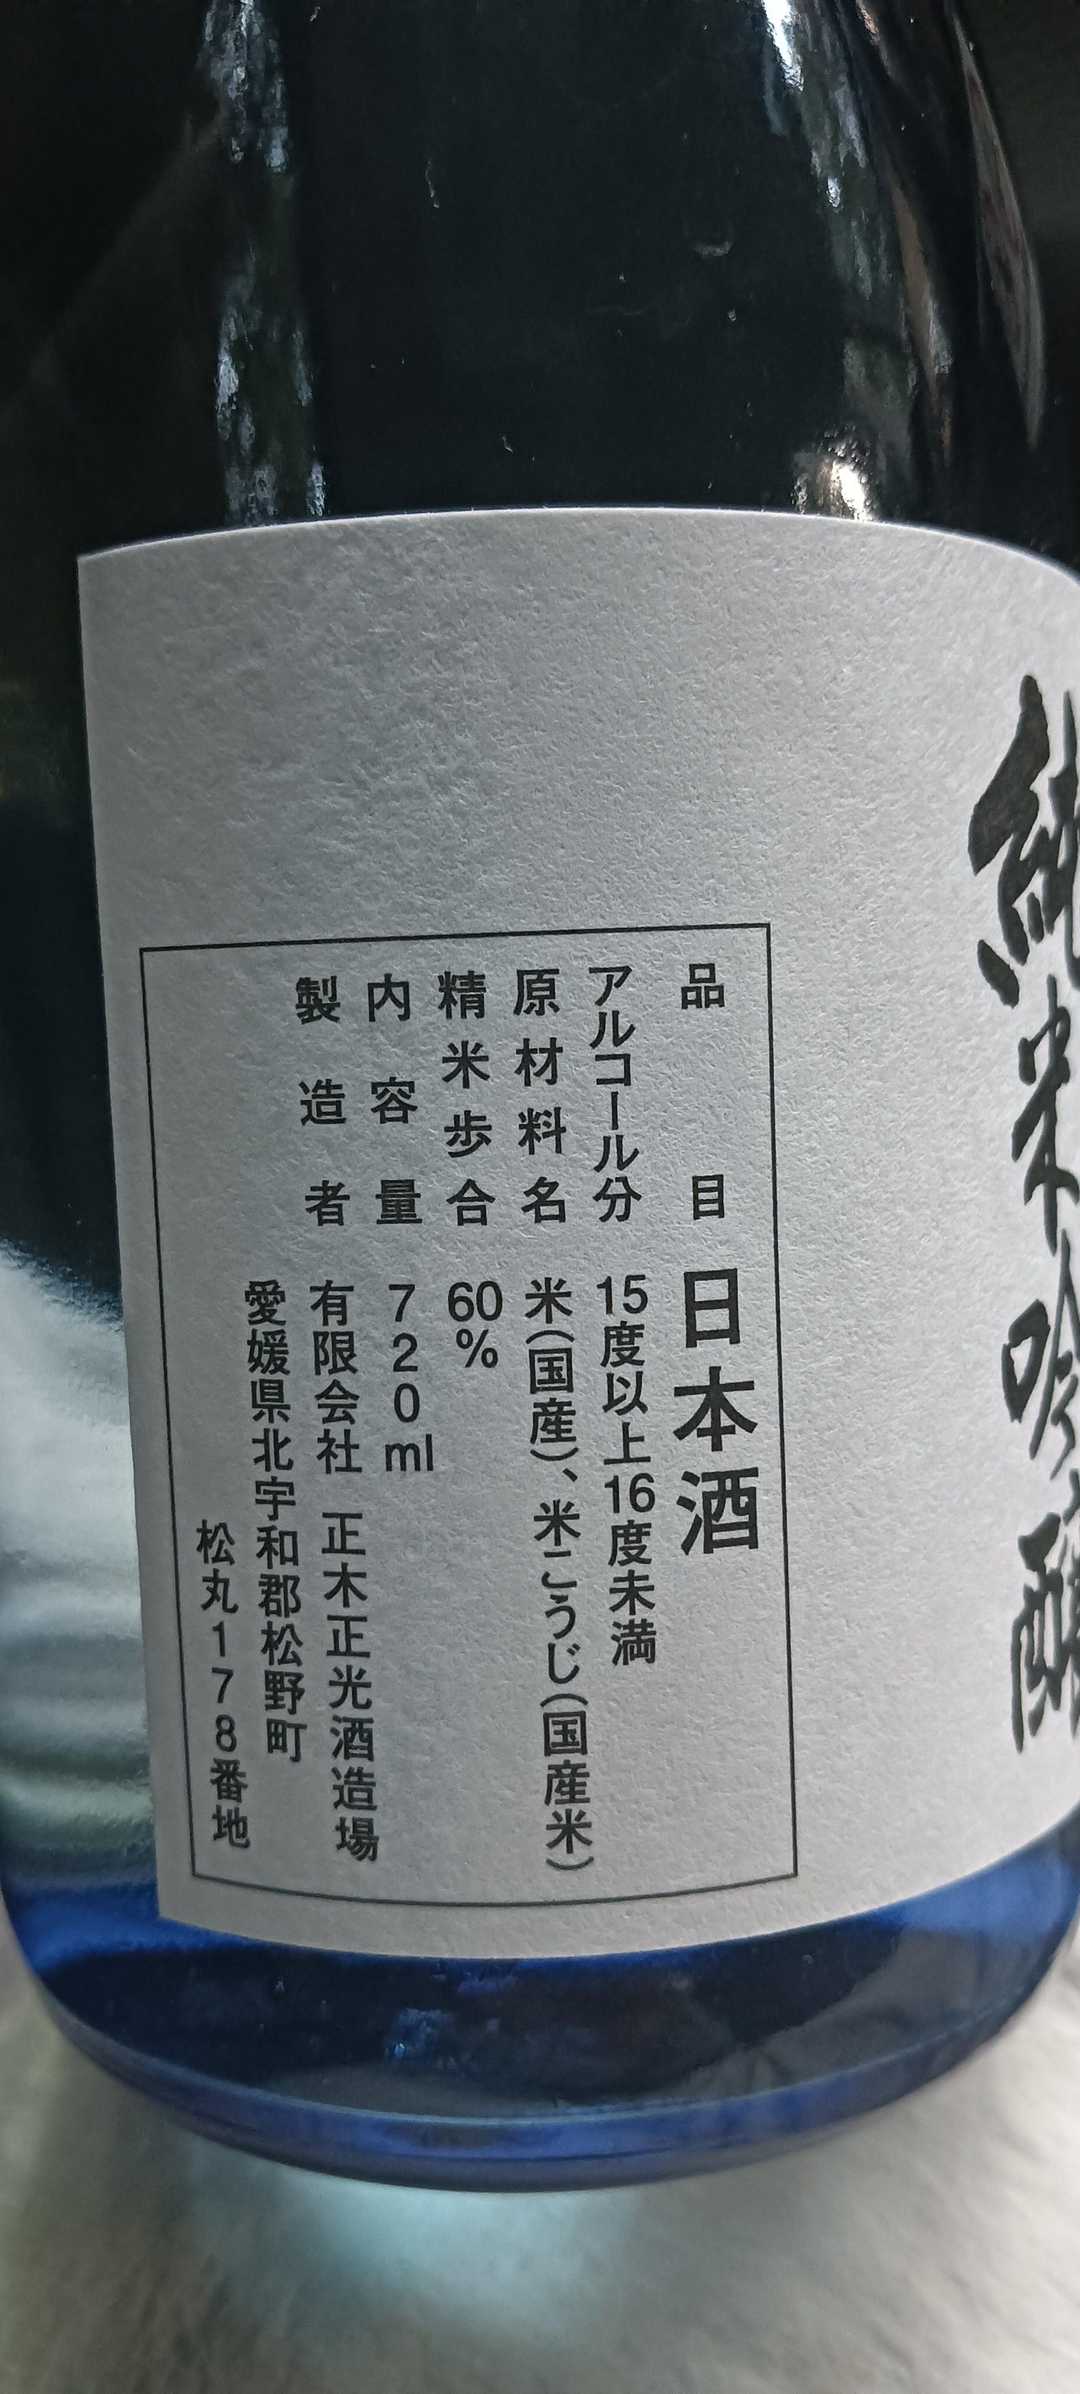 純米吟醸
品目 日本酒
アルコール分 15度以上16度未満
原材料名 米(国産)、米こうじ(国産米)
精米歩合 60%
内容量 720ml
製造者 有限会社 正木正光酒造場
愛媛県北宇和郡松野町
松丸178番地